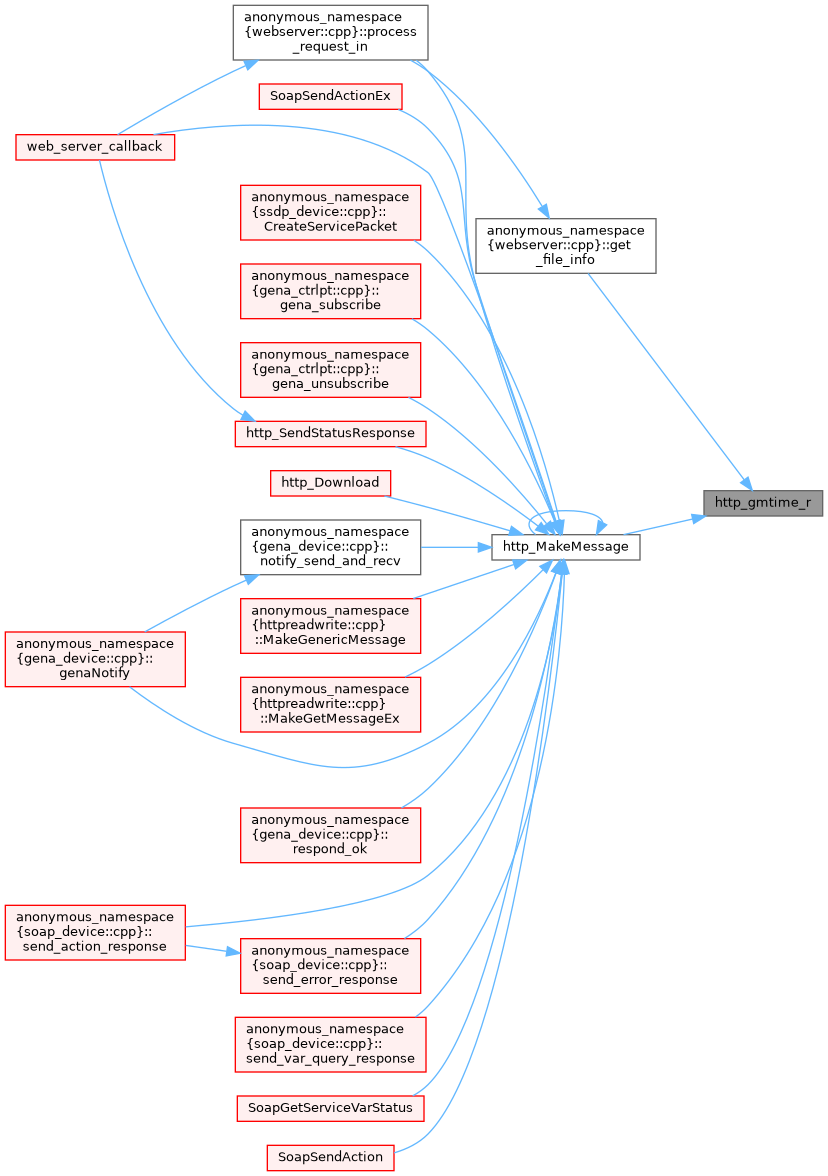 anonymous_namespace
{webserver::cpp}::process
_request_in
SoapSendActionEx
web_server_callback
anonymous_namespace
{ssdp_device::cpp}::
CreateServicePacket
anonymous_namespace
{webserver::cpp}::get
_file_info
anonymous_namespace
{gena_ctrlpt::cpp}::
gena_subscribe
anonymous_namespace
{gena_ctrlpt::cpp}::
gena_unsubscribe
http_SendStatusResponse
http_Download
http_gmtime_r
anonymous_namespace
{gena_device::cpp}::
notify_send_and_recv
http_MakeMessage
anonymous_namespace
{httpreadwrite::cpp}
::MakeGenericMessage
anonymous_namespace
{gena_device::cpp}::
genaNotify
anonymous_namespace
{httpreadwrite::cpp}
::MakeGetMessageEx
anonymous_namespace
{gena_device::cpp}::
respond_ok
anonymous_namespace
{soap_device::cpp}::
send_action_response
anonymous_namespace
{soap_device::cpp}::
send_error_response
anonymous_namespace
{soap_device::cpp}::
send_var_query_response
SoapGetServiceVarStatus
SoapSendAction